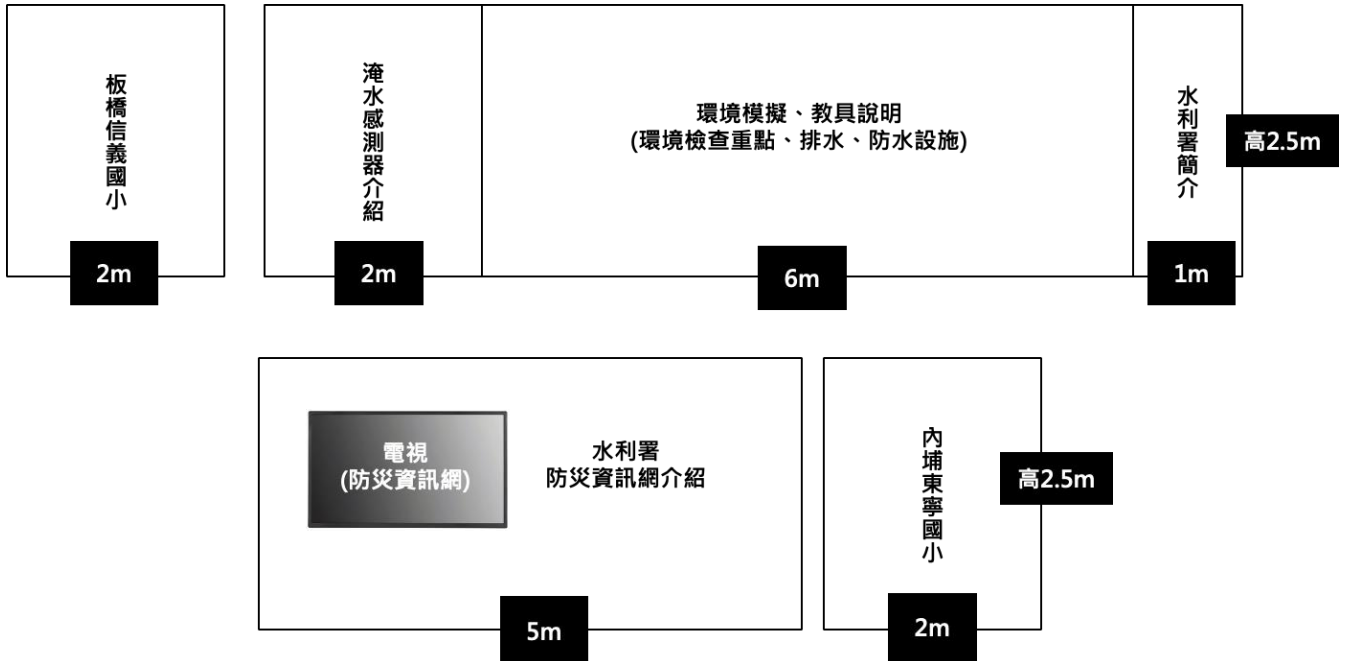 板橋信義國小
2m
淹水感測器介紹
2m
環境模擬、教具說明
(環境檢查重點、排水、防水設施)
6m
水利署簡介
1m
高2.5m
電視
(防災資訊網)
水利署
防災資訊網介紹
5m
內埔東寧國小
2m
高2.5m